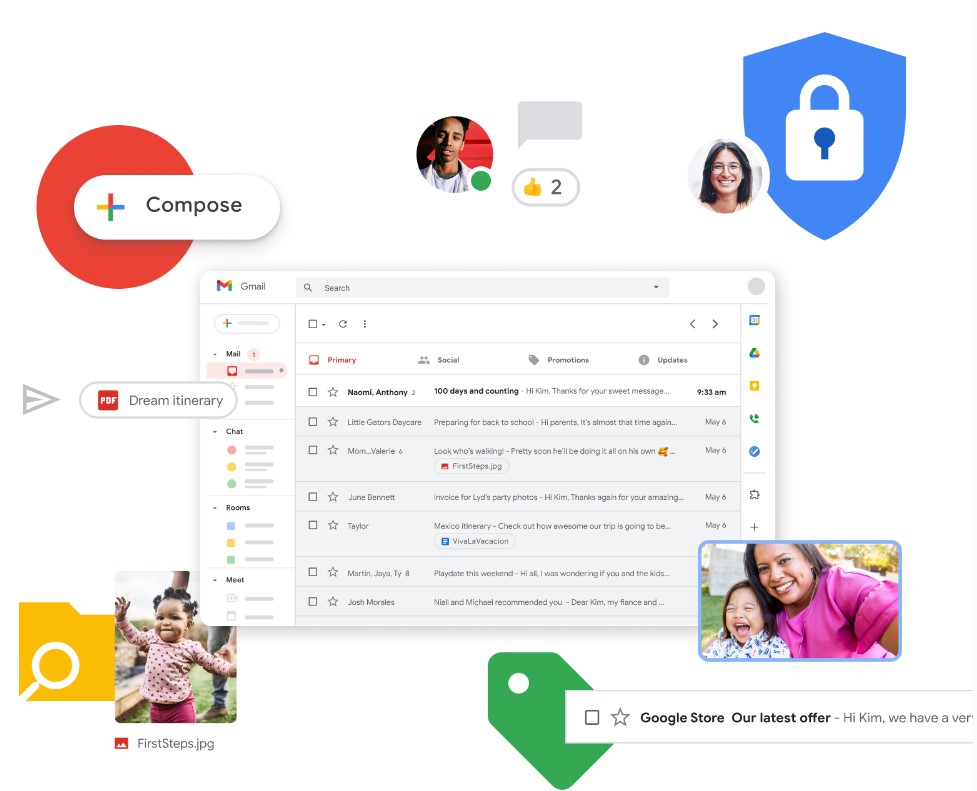 Compose
👍 2
Gmail
Search
Mail 1
Primary Social Promotions Updates
Naomi, Anthony 2 100 days and counting - Hi Kim, Thanks for your sweet message... 9:33 am
PDF Dream itinerary
Little Gators Daycare Preparing for back to school - Hi parents, It's almost that time again... May 6
Chat
Mom...Valerie 6 Look who's walking! - Pretty soon he'll be doing it all on his own 🥰 ... May 6
FirstSteps.jpg
June Bennett Invoice for Lyd's party photos - Hi Kim, Thanks again for your amazing... May 6
Rooms
Taylor Mexico itinerary - Check out how awesome our trip is going to be... May 6
VivaLaVacacion
Martin, Jaya, Ty 8 Playdate this weekend - Hi all, I was wondering if you and the kids...
Meet
Josh Morales Niali and Michael recommended you - Dear Kim, my fiance and ...
Google Store Our latest offer - Hi Kim, we have a ver
FirstSteps.jpg